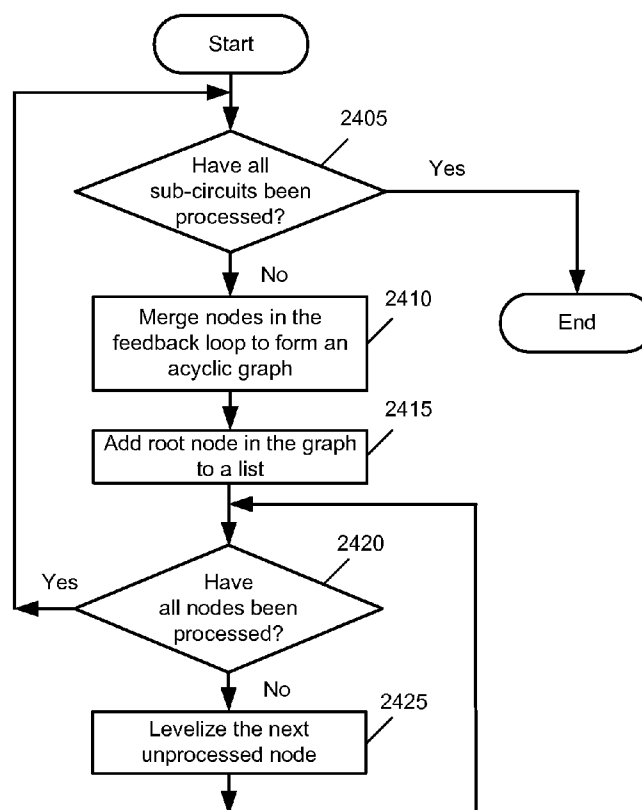 Start
2405
Have all
sub-circuits been
processed?
Yes
No
2410
Merge nodes in the
feedback loop to form an
acyclic graph
End
2415
Add root node in the graph
to a list
2420
Yes
Have
all nodes been
processed?
No
2425
Levelize the next
unprocessed node